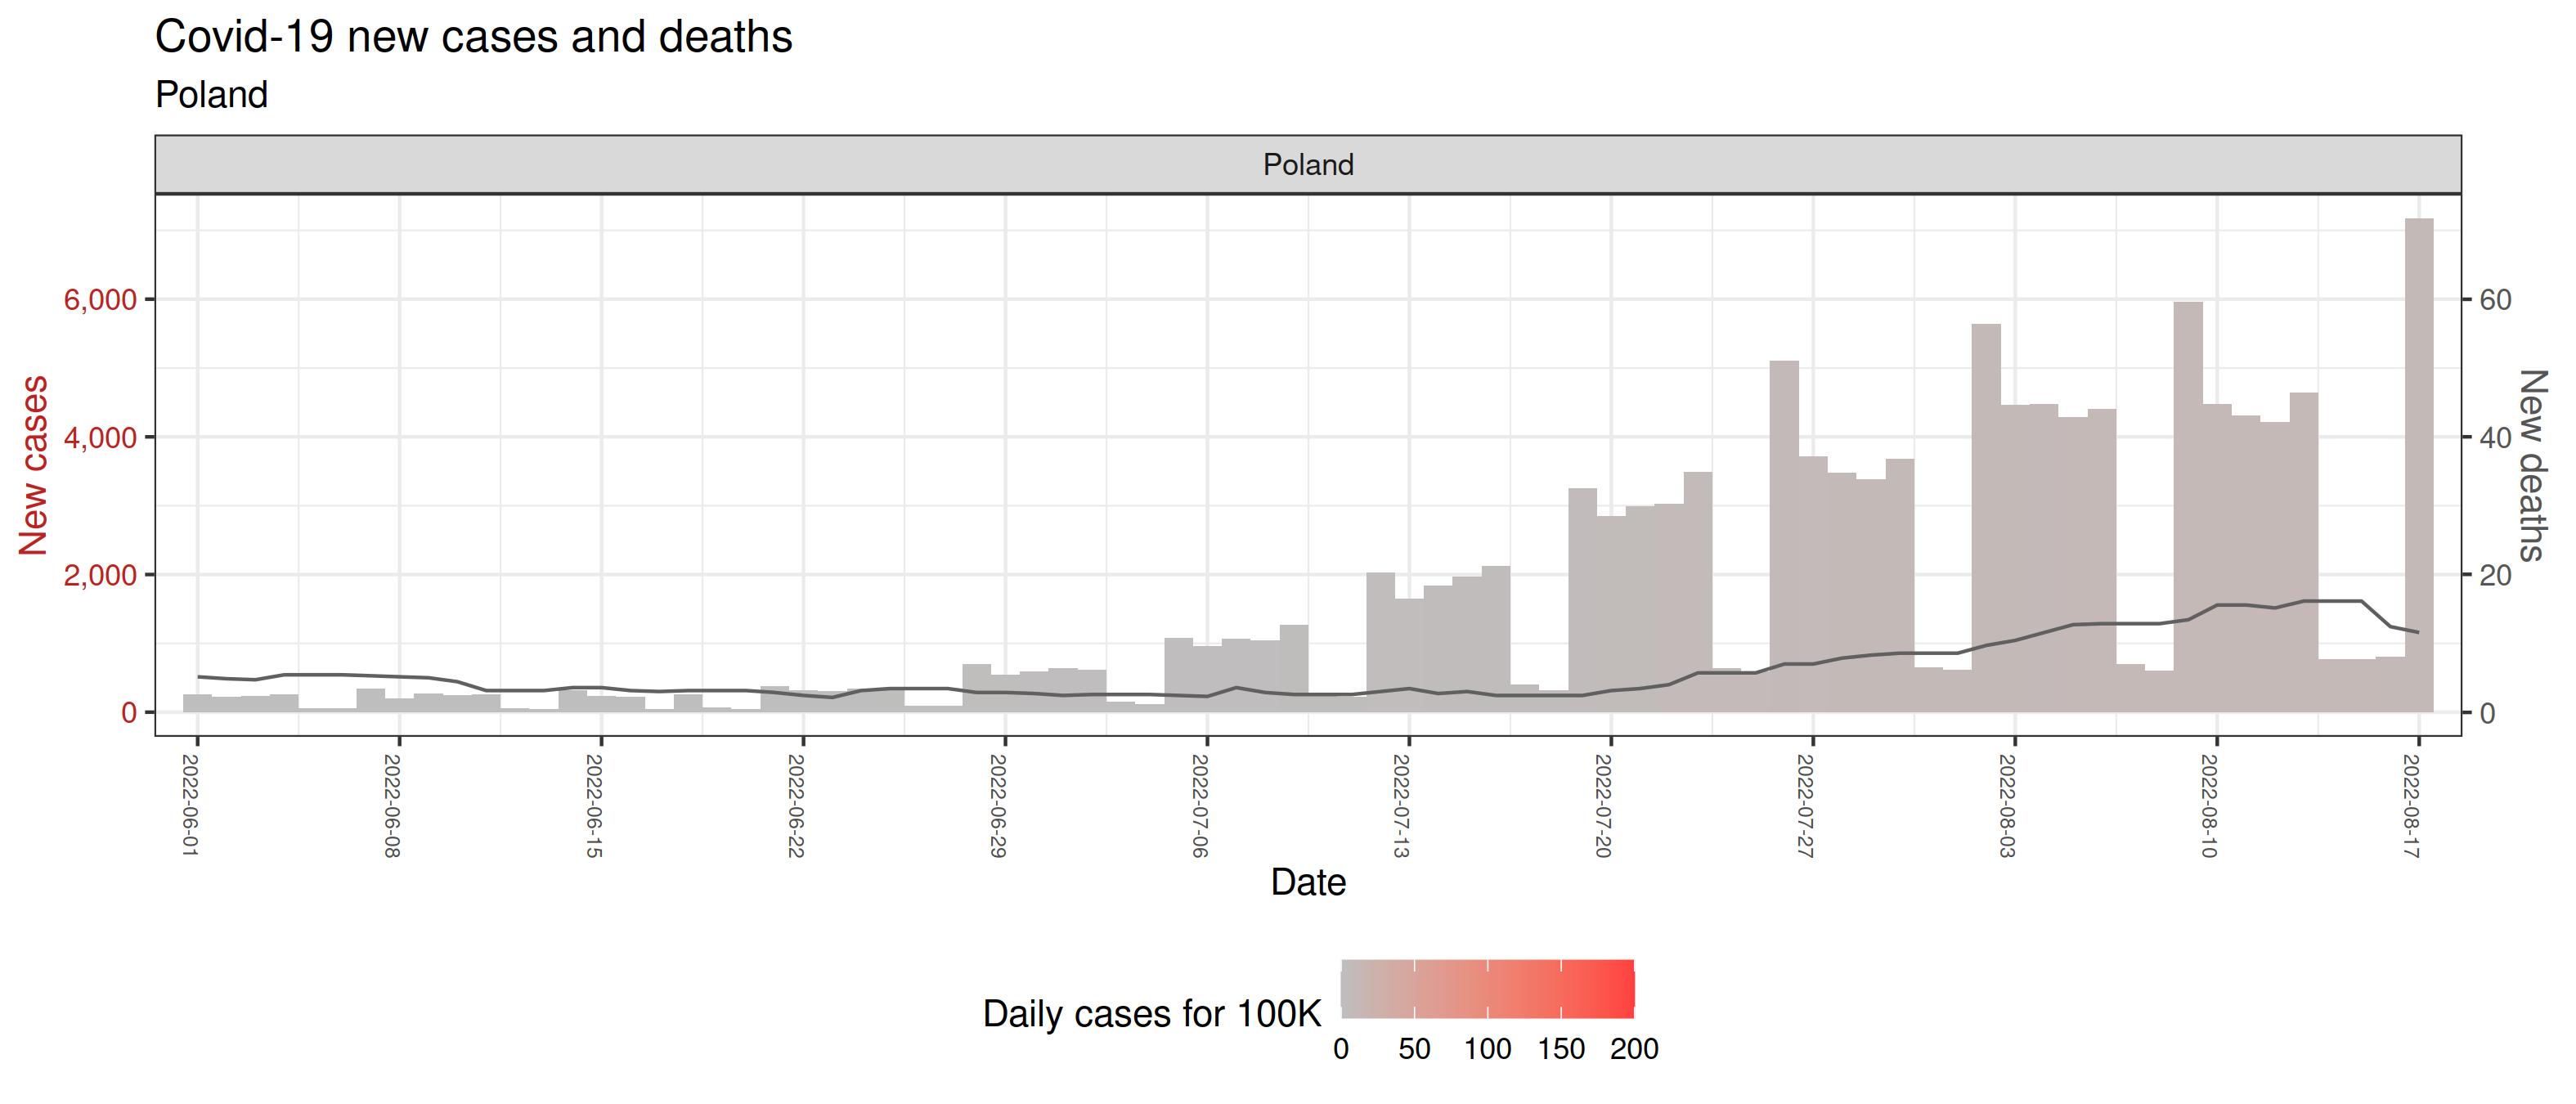 Covid-19 new cases and deaths
Poland
Poland
New cases
6,000
4,000
2,000
0
60
40
20
0
New deaths
2022-06-01
2022-06-08
2022-06-15
2022-06-22
2022-06-29
2022-07-06
2022-07-13
2022-07-20
2022-07-27
2022-08-03
2022-08-10
2022-08-17
Date
Daily cases for 100K
0 50 100 150 200